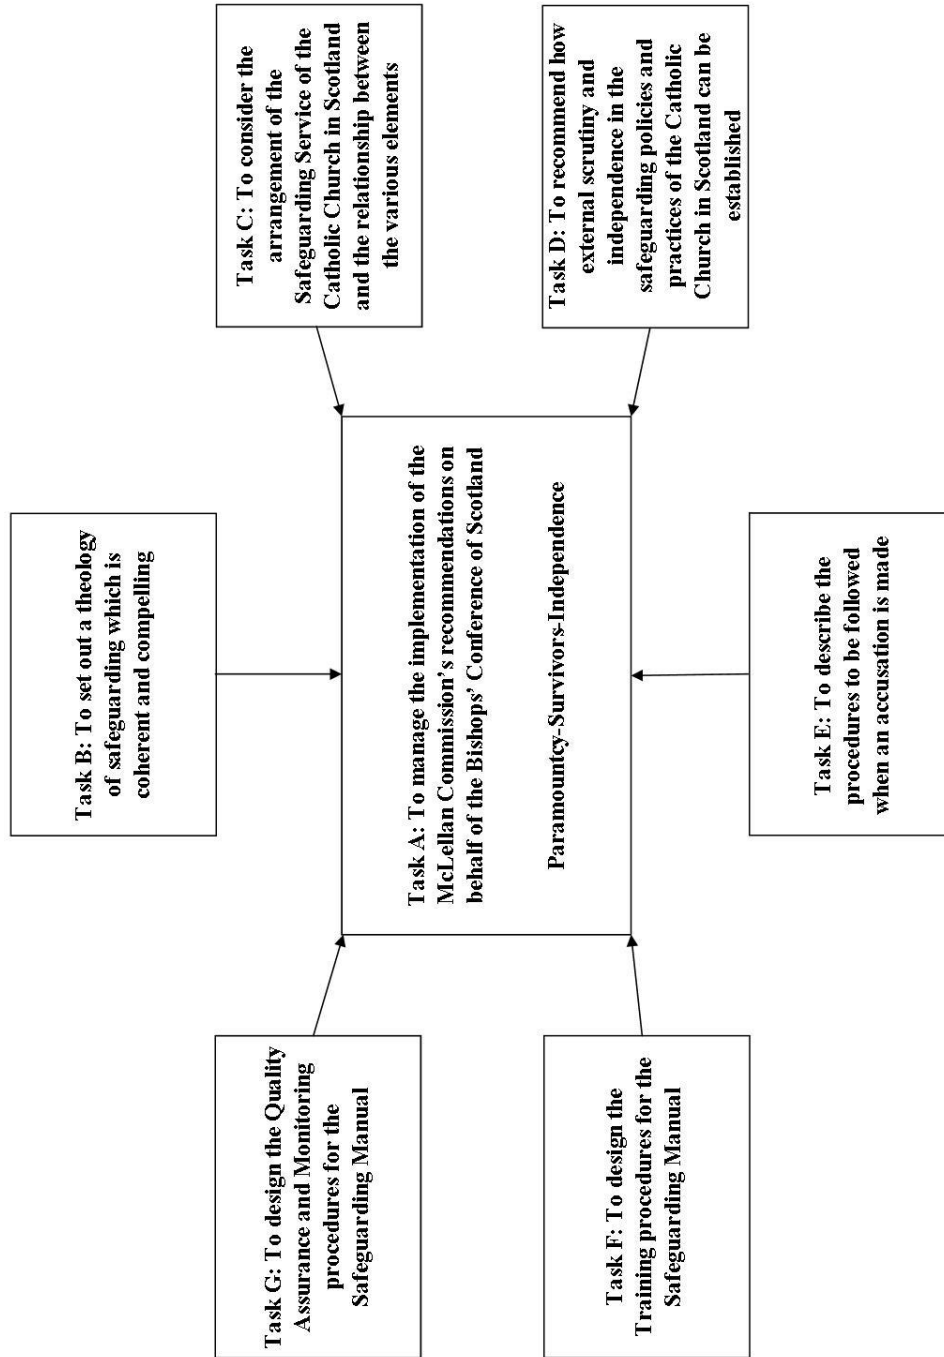 Task A: To manage the implementation of the
McLellan Commission's recommendations on
behalf of the Bishops' Conference of Scotland
Paramountcy-Survivors-Independence
Task B: To set out a theology
of safeguarding which is
coherent and compelling
Task C: To consider the
arrangement of the
Safeguarding Service of the
Catholic Church in Scotland
and the relationship between
the various elements
Task D: To recommend how
external scrutiny and
independence in the
safeguarding policies and
practices of the Catholic
Church in Scotland can be
established
Task E: To describe the
procedures to be followed
when an accusation is made
Task F: To design the
Training procedures for the
Safeguarding Manual
Task G: To design the Quality
Assurance and Monitoring
procedures for the
Safeguarding Manual